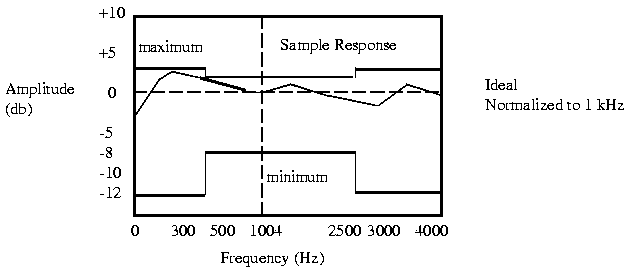 +10
maximum
Sample Response
+5
Amplitude
(db)
0
Ideal
Normalized to 1 kHz
-5
-8
-10
minimum
-12
0 300 500 1004 2500 3000 4000
Frequency (Hz)